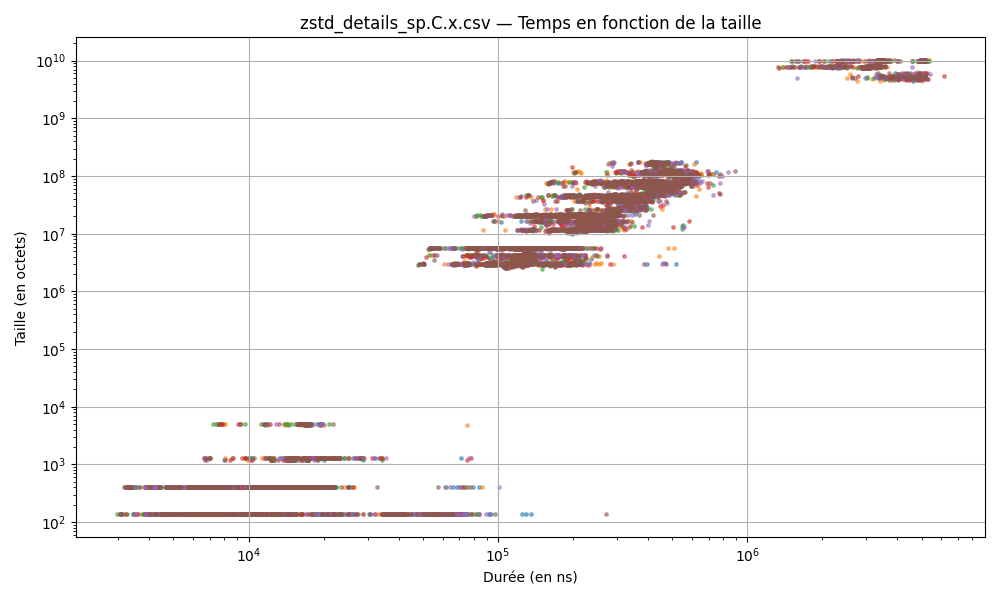 zstd_details_sp.C.x.csv — Temps en fonction de la taille
Taille (en octets)
10^10
10^9
10^8
10^7
10^6
10^5
10^4
10^3
10^2
10^4 10^5 10^6
Durée (en ns)